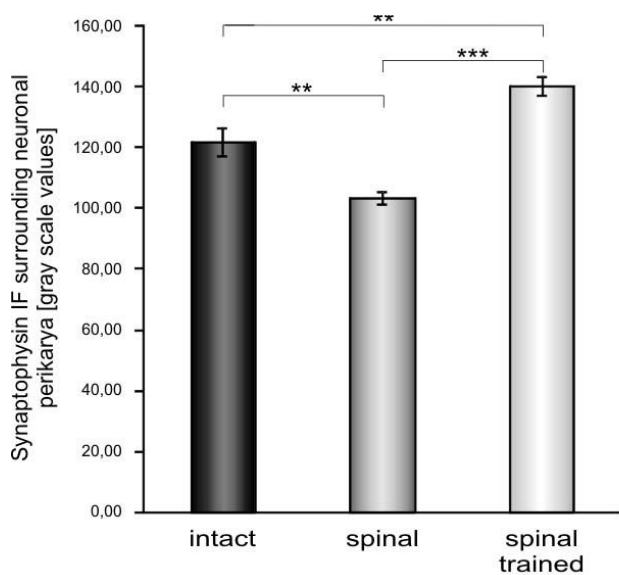 Synaptophysin IF surrounding neuronal
perikarya [gray scale values]
160,00
140,00
120,00
100,00
80,00
60,00
40,00
20,00
0,00
**
***
**
intact
spinal
spinal
trained